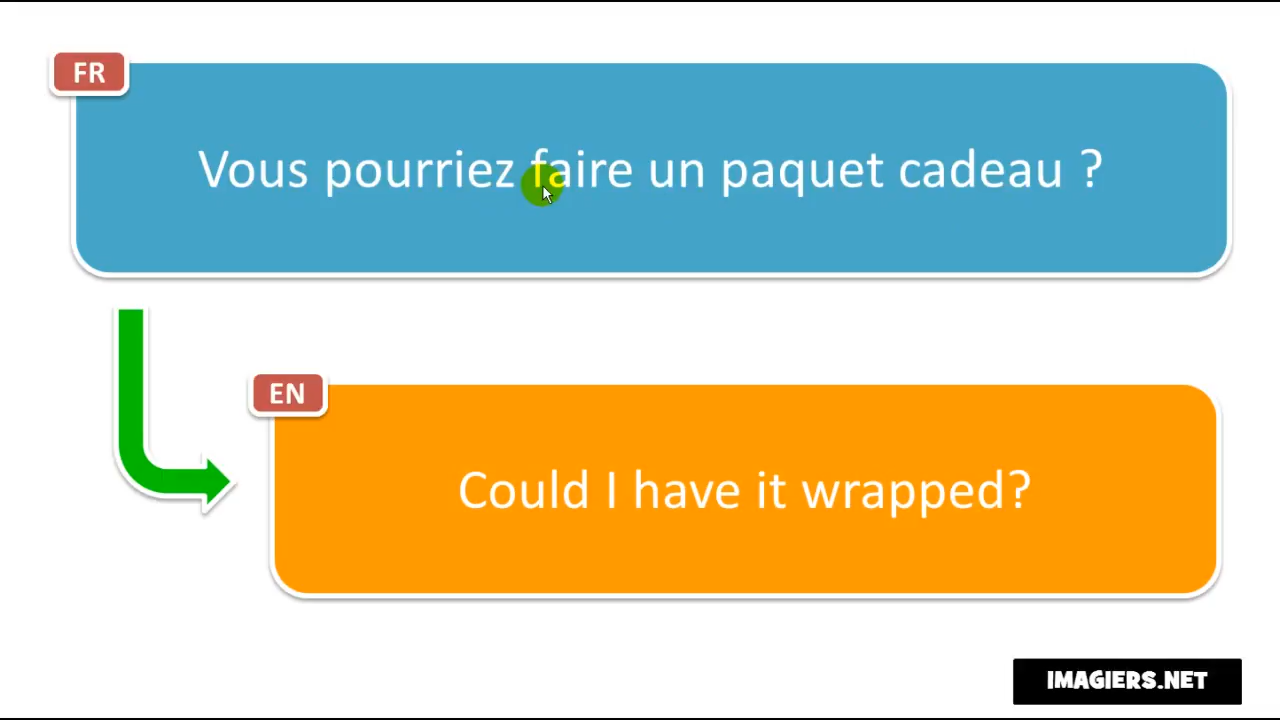 FR
Vous pourriez faire un paquet cadeau ?
EN
Could I have it wrapped?
IMAGIERS.NET